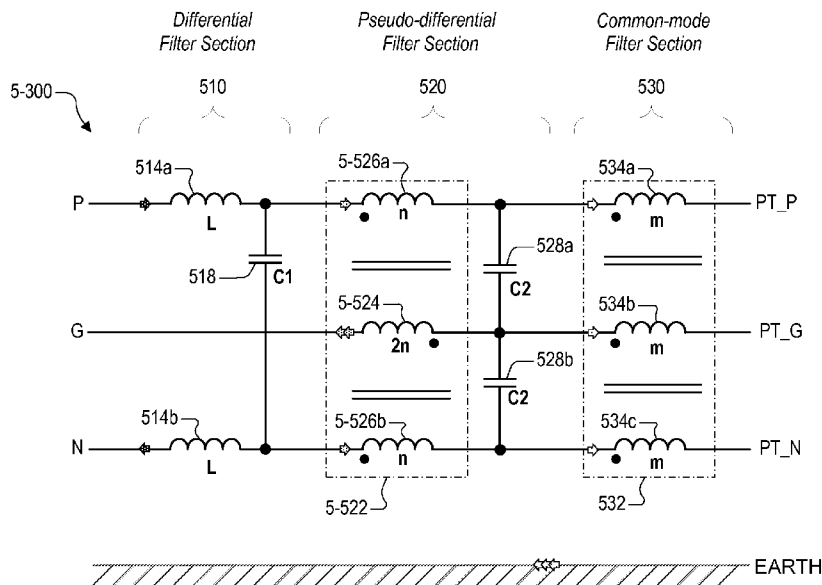 Differential
Filter Section
Pseudo-differential
Filter Section
Common-mode
Filter Section
510
520
530
5-300
514a
5-526a
534a
P
L
n
m
PT_P
518
C1
528a
C2
5-524
534b
G
2n
m
PT_G
528b
C2
514b
5-526b
534c
N
L
n
m
PT_N
5-522
532
EARTH